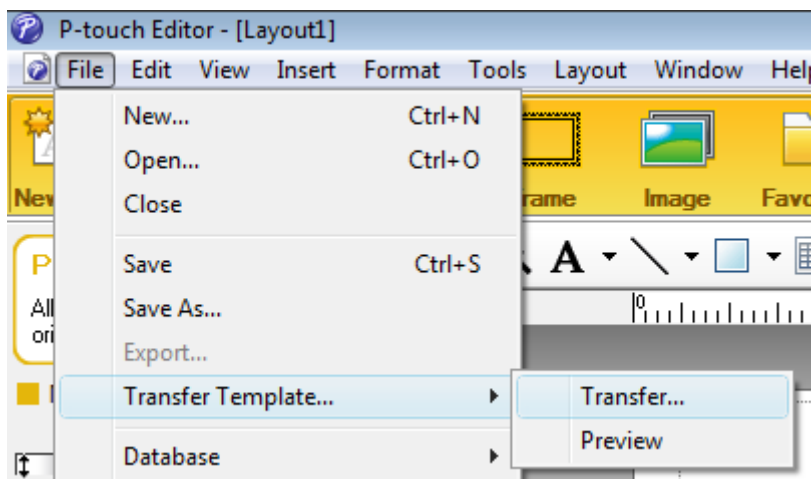 P-touch Editor - [Layout1]
File Edit View Insert Format Tools Layout Window Help
New... Ctrl+N
Open... Ctrl+O
Close
Image
Save Ctrl+S
Save As...
Export...
Transfer Template...
Transfer...
Preview
Database